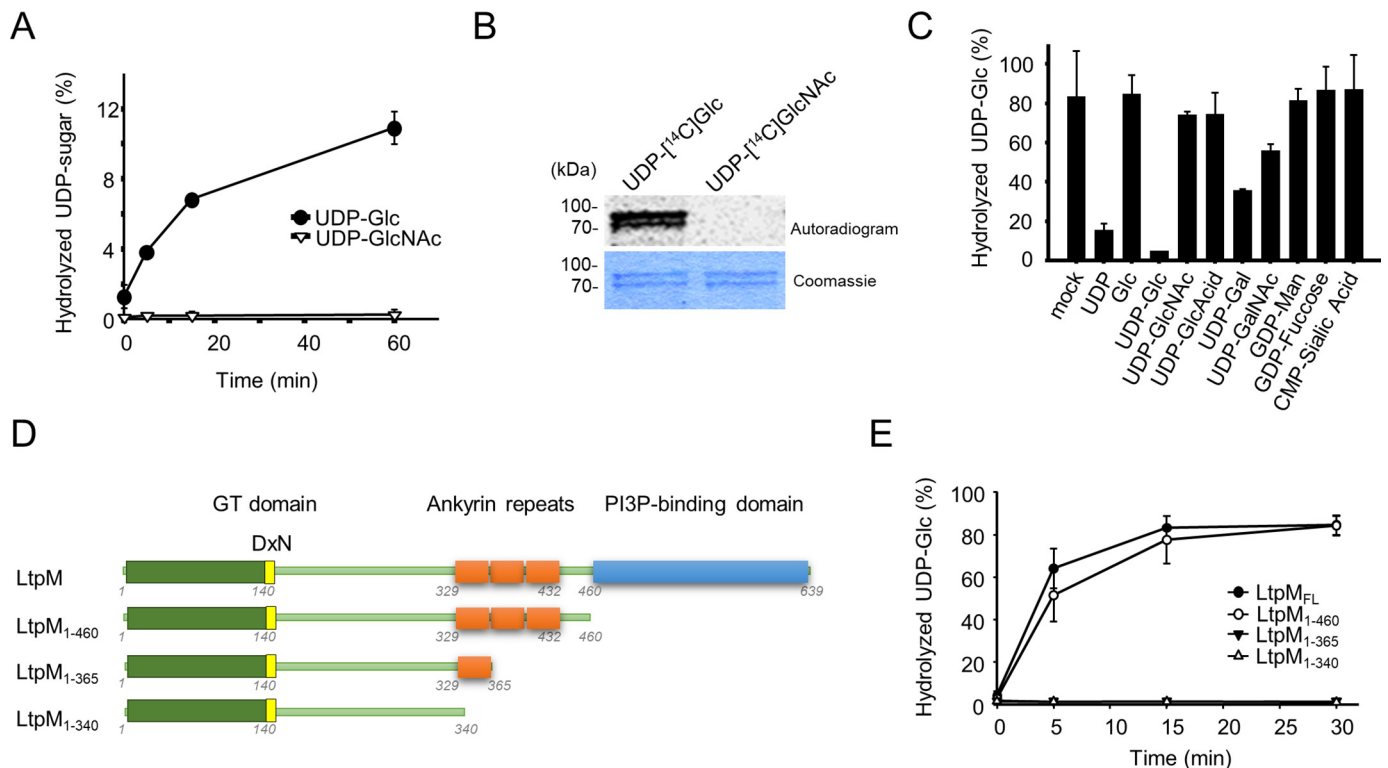 A
Hydrolyzed UDP-sugar (%)
12
8
4
0
0 15 30 45 60
Time (min)
UDP-Glc
UDP-GlcNAc
B
UDP-[14C]Glc
UDP-[14C]GlcNAc
(kDa)
100-
70-
Autoradiogram
100-
70-
Coomassie
C
Hydrolyzed UDP-Glc (%)
100
80
60
40
20
0
mock
UDP
Glc
UDP-Glc
UDP-GlcNAc
UDP-GlcAcid
UDP-Gal
UDP-GalNAc
GDP-Man
GDP-Fuccose
CMP-Sialic Acid
D
GT domain Ankyrin repeats PI3P-binding domain
DxN
LtpM
1 140 329 432 460 639
LtpM1-460
1 140 329 432 460
LtpM1-365
1 140 329 365
LtpM1-340
1 140 340
E
Hydrolyzed UDP-Glc (%)
100
80
60
40
20
0
0 5 10 15 20 25 30
Time (min)
LtpMFL
LtpM1-460
LtpM1-365
LtpM1-340